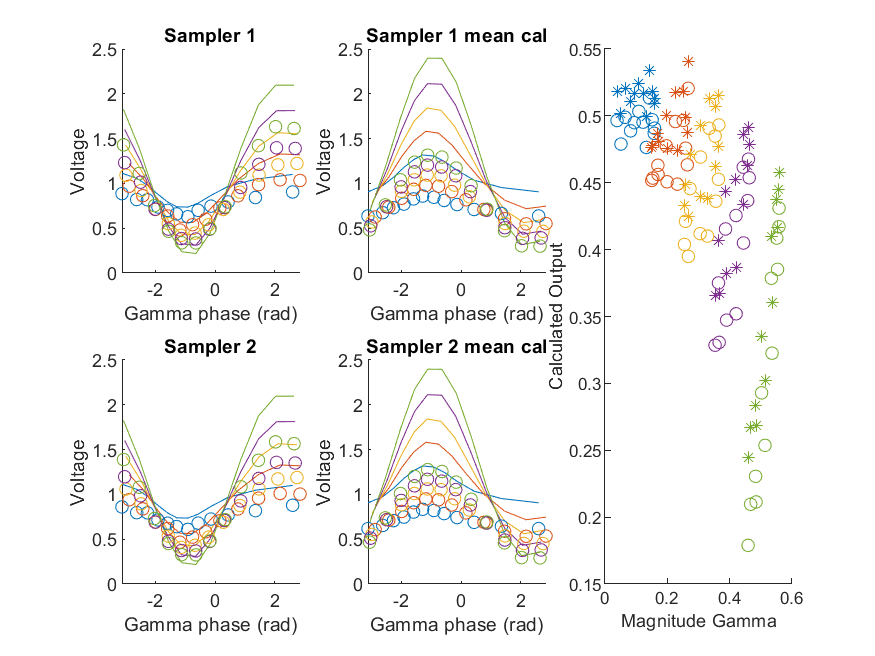 Sampler 1
2.5
2
1.5
1
0.5
0
Voltage
-2 0 2
Gamma phase (rad)
Sampler 1 mean cal
2.5
2
1.5
1
0.5
0
Voltage
-2 0 2
Gamma phase (rad)
Sampler 2
2.5
2
1.5
1
0.5
0
Voltage
-2 0 2
Gamma phase (rad)
Sampler 2 mean cal
2.5
2
1.5
1
0.5
0
Voltage
-2 0 2
Gamma phase (rad)
0.55
0.5
0.45
0.4
0.35
0.3
0.25
0.2
0.15
Calculated Output
0 0.2 0.4 0.6
Magnitude Gamma